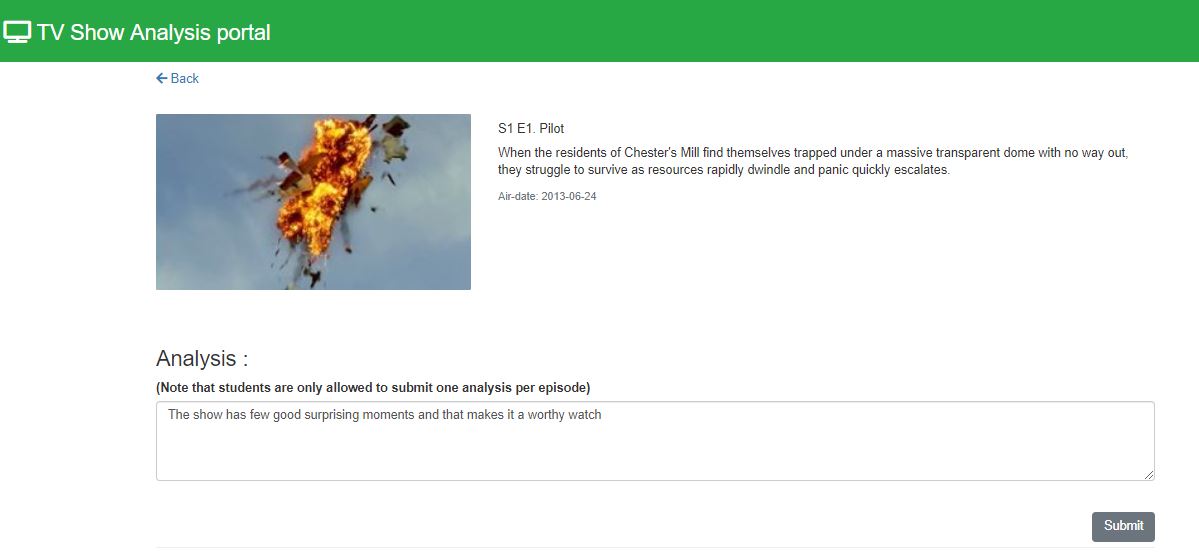 TV Show Analysis portal
Back
S1 E1. Pilot
When the residents of Chester's Mill find themselves trapped under a massive transparent dome with no way out,
they struggle to survive as resources rapidly dwindle and panic quickly escalates.
Air-date: 2013-06-24
Analysis :
(Note that students are only allowed to submit one analysis per episode)
The show has few good surprising moments and that makes it a worthy watch
Submit